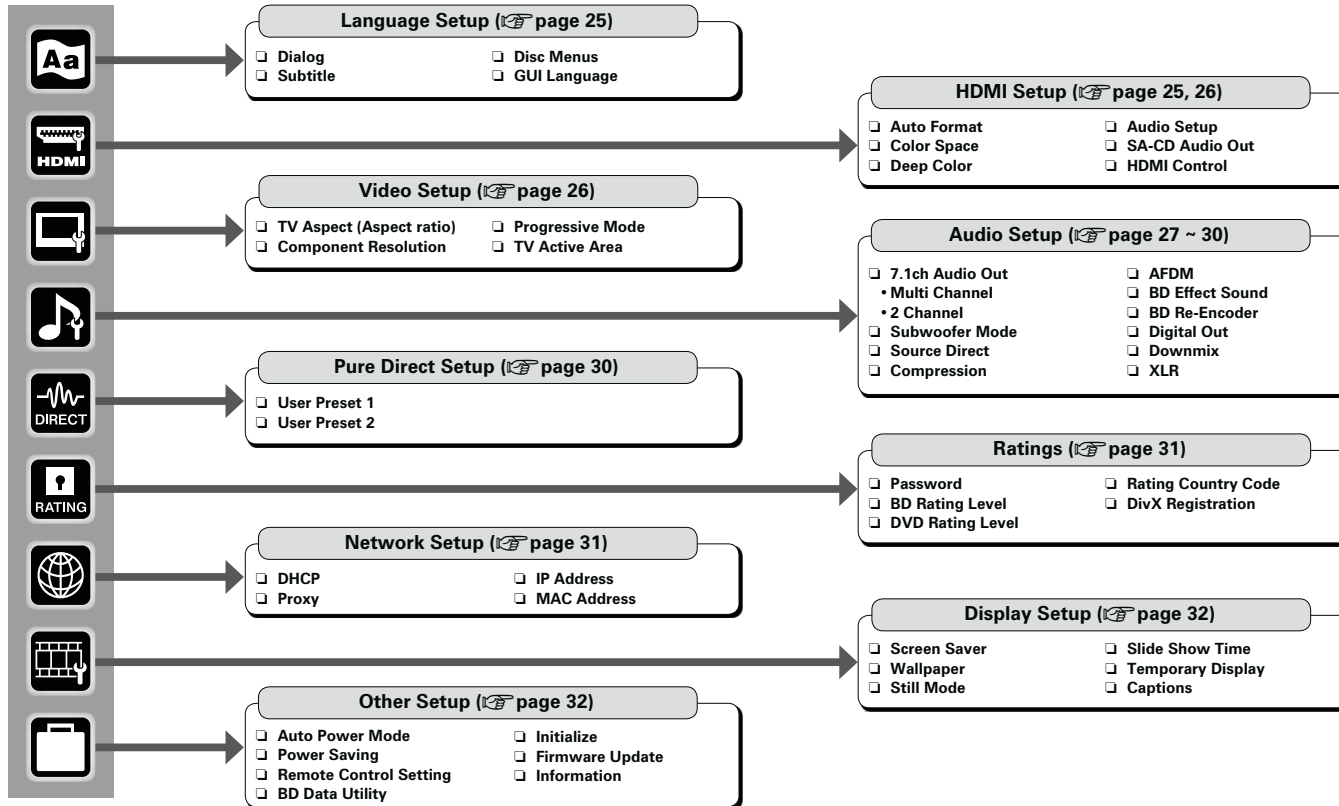 Aa
Language Setup (☞ page 25)
❏ Dialog
❏ Subtitle
❏ Disc Menus
❏ GUI Language
HDMI
HDMI Setup (☞ page 25, 26)
❏ Auto Format
❏ Color Space
❏ Deep Color
❏ Audio Setup
❏ SA-CD Audio Out
❏ HDMI Control
Video Setup (☞ page 26)
❏ TV Aspect (Aspect ratio)
❏ Component Resolution
❏ Progressive Mode
❏ TV Active Area
Audio Setup (☞ page 27 ~ 30)
❏ 7.1ch Audio Out
• Multi Channel
• 2 Channel
❏ Subwoofer Mode
❏ Source Direct
❏ Compression
❏ AFDM
❏ BD Effect Sound
❏ BD Re-Encoder
❏ Digital Out
❏ Downmix
❏ XLR
DIRECT
Pure Direct Setup (☞ page 30)
❏ User Preset 1
❏ User Preset 2
RATING
Ratings (☞ page 31)
❏ Password
❏ BD Rating Level
❏ DVD Rating Level
❏ Rating Country Code
❏ DivX Registration
Network Setup (☞ page 31)
❏ DHCP
❏ Proxy
❏ IP Address
❏ MAC Address
Display Setup (☞ page 32)
❏ Screen Saver
❏ Wallpaper
❏ Still Mode
❏ Slide Show Time
❏ Temporary Display
❏ Captions
Other Setup (☞ page 32)
❏ Auto Power Mode
❏ Power Saving
❏ Remote Control Setting
❏ BD Data Utility
❏ Initialize
❏ Firmware Update
❏ Information